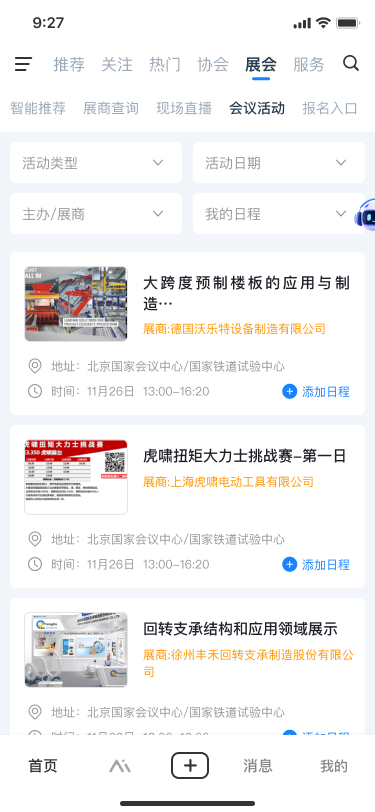 9:27
推荐 关注 热门 协会 展会 服务
智能推荐 展商查询 现场直播 会议活动 报名入口
活动类型 活动日期
主办/展商 我的日程
大跨度预制楼板的应用与制
造…
展商:德国沃乐特设备制造有限公司
地址: 北京国家会议中心/国家铁道试验中心
时间: 11月26日 13:00-16:20 添加日程
虎啸扭矩大力士挑战赛
虎啸扭矩大力士挑战赛-第一日
展商:上海虎啸电动工具有限公司
地址: 北京国家会议中心/国家铁道试验中心
时间: 11月26日 13:00-16:20 添加日程
回转支承结构和应用领域展示
展商:徐州丰禾回转支承制造股份有限公
司
地址: 北京国家会议中心/国家铁道试验中心
首页 消息 我的